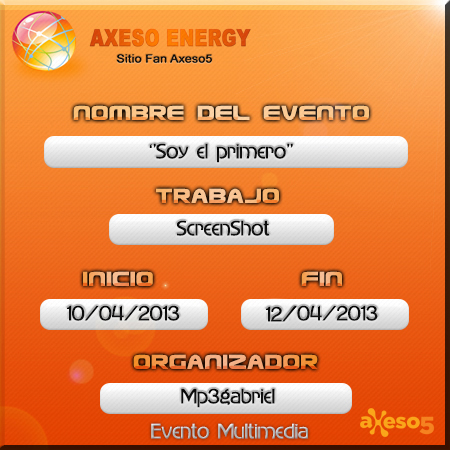 AXESO ENERGY
Sitio Fan Axeso5
NOMBRE DEL EVENTO
"Soy el primero"
TRABAJO
ScreenShot
INICIO FIN
10/04/2013 12/04/2013
ORGANIZADOR
Mp3gabriel
axeso5
Evento Multimedia